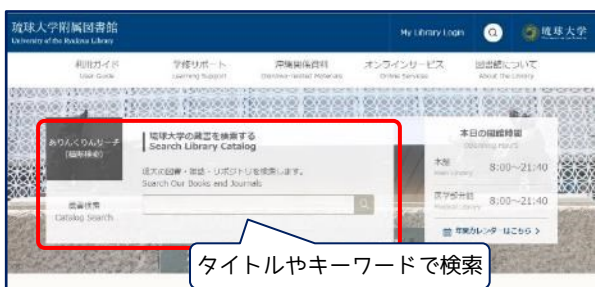 琉球大学附属図書館
University of the Ryukyus Library
My Library Login
琉球大学
利用ガイド
User Guide
学修サポート
Learning Support
沖縄関係資料
Okinawa-related Materials
オンラインサービス
Online Services
図書館について
About the Library
ありんくりんリーチ
(横断検索)
蔵書検索
Catalog Search
琉球大学の蔵書を検索する
Search Library Catalog
琉大の図書・雑誌・リポジトリを検索します。
Search Our Books and Journals
本日の開館時間
Opening Hours
本館
Main Library
8:00~21:40
医学部分館
Medical Library
8:00~21:40
年間カレンダーはこちら >
タイトルやキーワードで検索